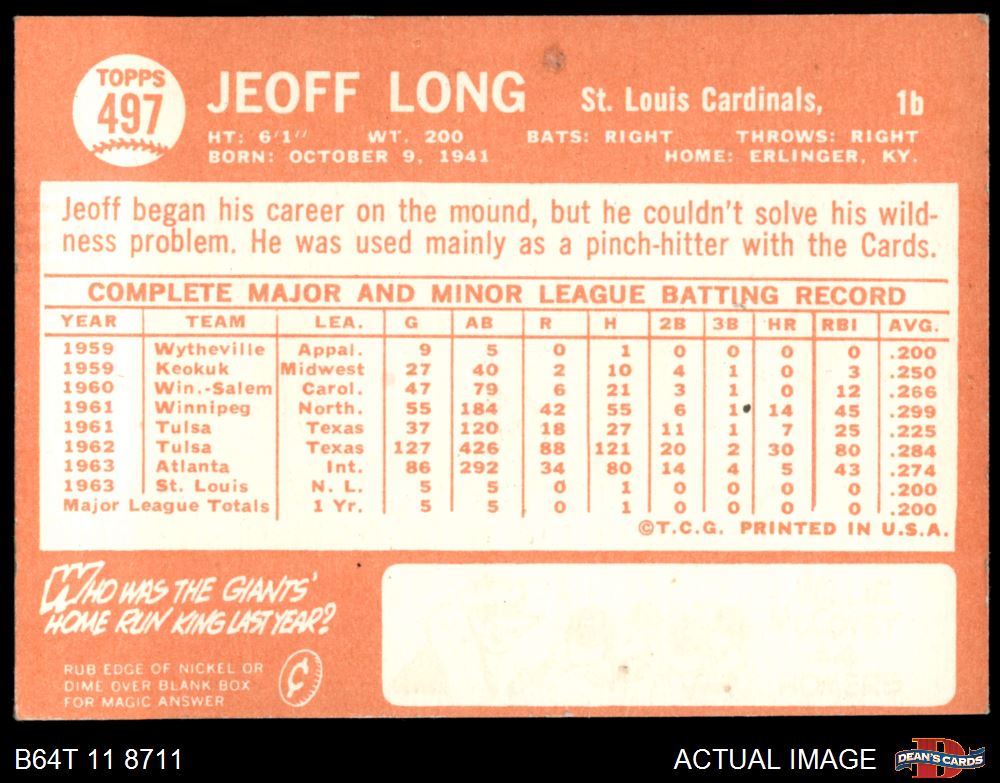 TOPPS
497
JEOFF LONG
St. Louis Cardinals, 1b
HT: 6'1" WT. 200 BATS: RIGHT THROWS: RIGHT
BORN: OCTOBER 9, 1941 HOME: ERLINGER, KY.
Jeoff began his career on the mound, but he couldn't solve his wild-
ness problem. He was used mainly as a pinch-hitter with the Cards.
COMPLETE MAJOR AND MINOR LEAGUE BATTING RECORD
YEAR TEAM LEA. G AB R H 2B 3B HR RBI AVG.
1959 Wytheville Appal. 9 5 0 1 0 0 0 0 .200
1959 Keokuk Midwest 27 40 2 10 4 1 0 3 .250
1960 Win.-Salem Carol. 47 79 6 21 3 1 0 12 .266
1961 Winnipeg North. 55 184 42 55 6 1 14 45 .299
1961 Tulsa Texas 37 120 18 27 11 1 7 25 .225
1962 Tulsa Texas 127 426 88 121 20 2 30 80 .284
1963 Atlanta Int. 86 292 34 80 14 4 5 43 .274
1963 St. Louis N. L. 5 5 0 1 0 0 0 0 .200
Major League Totals 1 Yr. 5 5 0 1 0 0 0 0 .200
©T.C.G. PRINTED IN U.S.A.
WHO WAS THE GIANTS'
HOME RUN KING LAST YEAR?
RUB EDGE OF NICKEL OR
DIME OVER BLANK BOX
FOR MAGIC ANSWER
¢
B64T 11 8711
ACTUAL IMAGE
D
DEAN'S CARDS